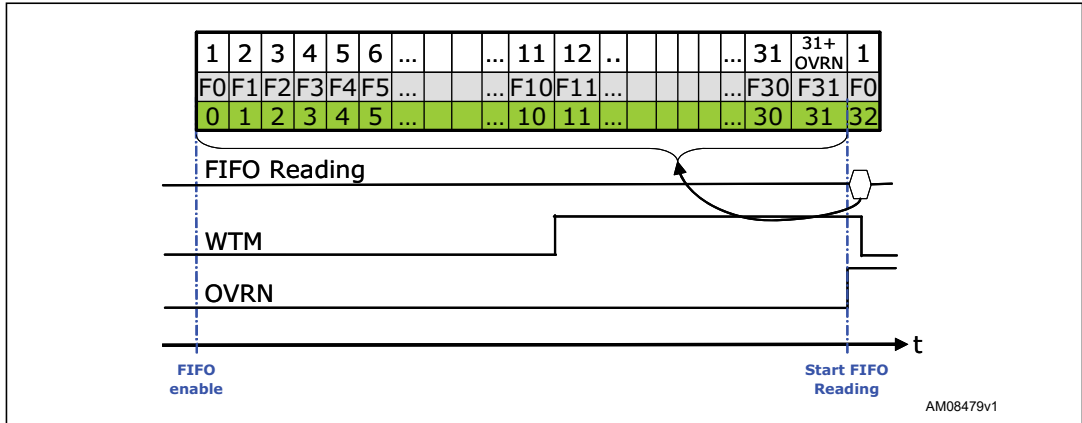 1 2 3 4 5 6 ... ... 11 12 .. ... 31 31+ OVRN 1
F0 F1 F2 F3 F4 F5 ... ... F10 F11 ... ... F30 F31 F0
0 1 2 3 4 5 ... ... 10 11 ... ... 30 31 32
FIFO Reading
WTM
OVRN
t
FIFO
enable
Start FIFO
Reading
AM08479v1